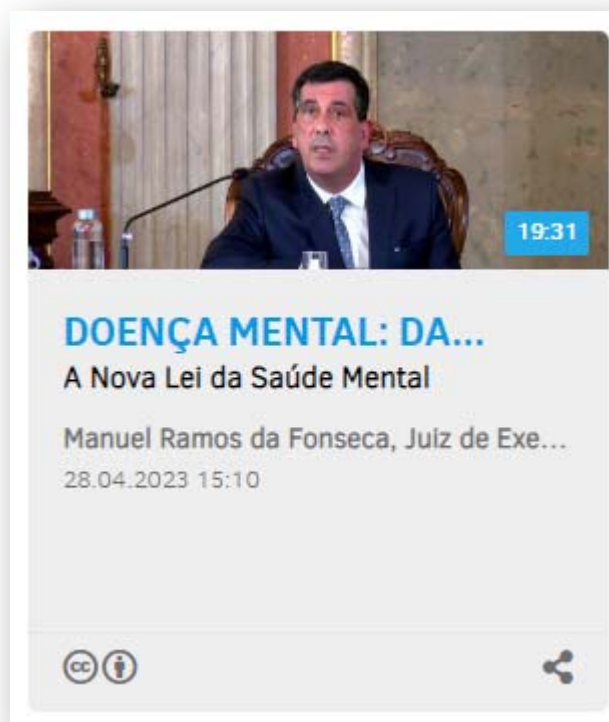 19:31
DOENÇA MENTAL: DA...
A Nova Lei da Saúde Mental
Manuel Ramos da Fonseca, Juiz de Exe...
28.04.2023 15:10
cc